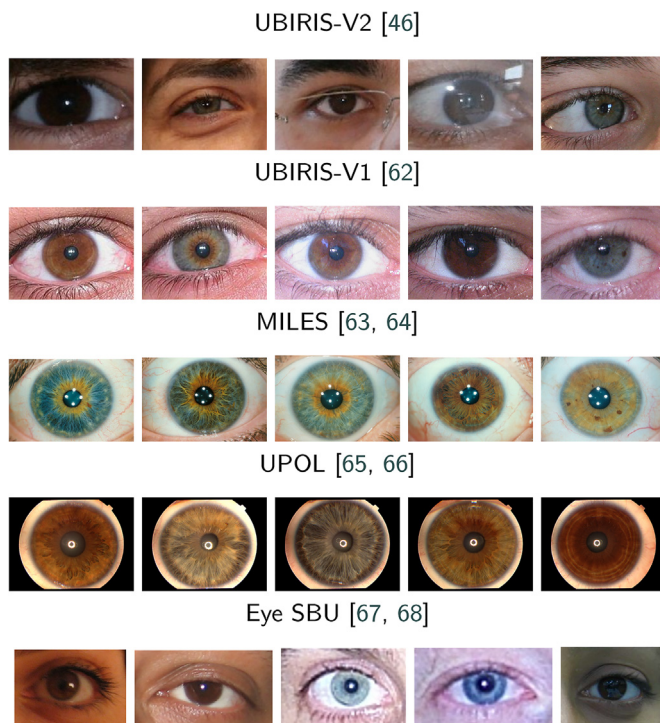 UBIRIS-V2 [46]
UBIRIS-V1 [62]
MILES [63, 64]
UPOL [65, 66]
Eye SBU [67, 68]